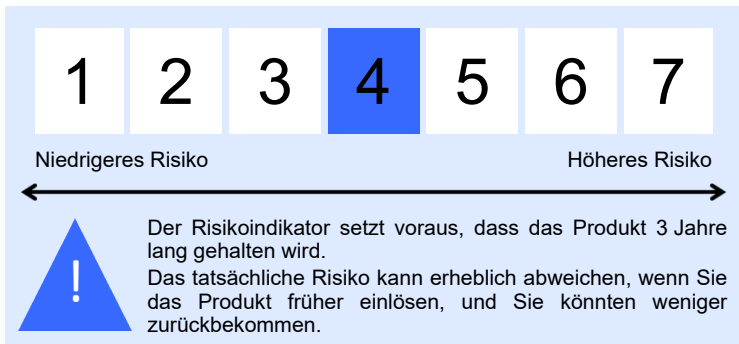 1 2 3 4 5 6 7
Niedrigeres Risiko Höheres Risiko
!
Der Risikoindikator setzt voraus, dass das Produkt 3 Jahre
lang gehalten wird.
Das tatsächliche Risiko kann erheblich abweichen, wenn Sie
das Produkt früher einlösen, und Sie könnten weniger
zurückbekommen.